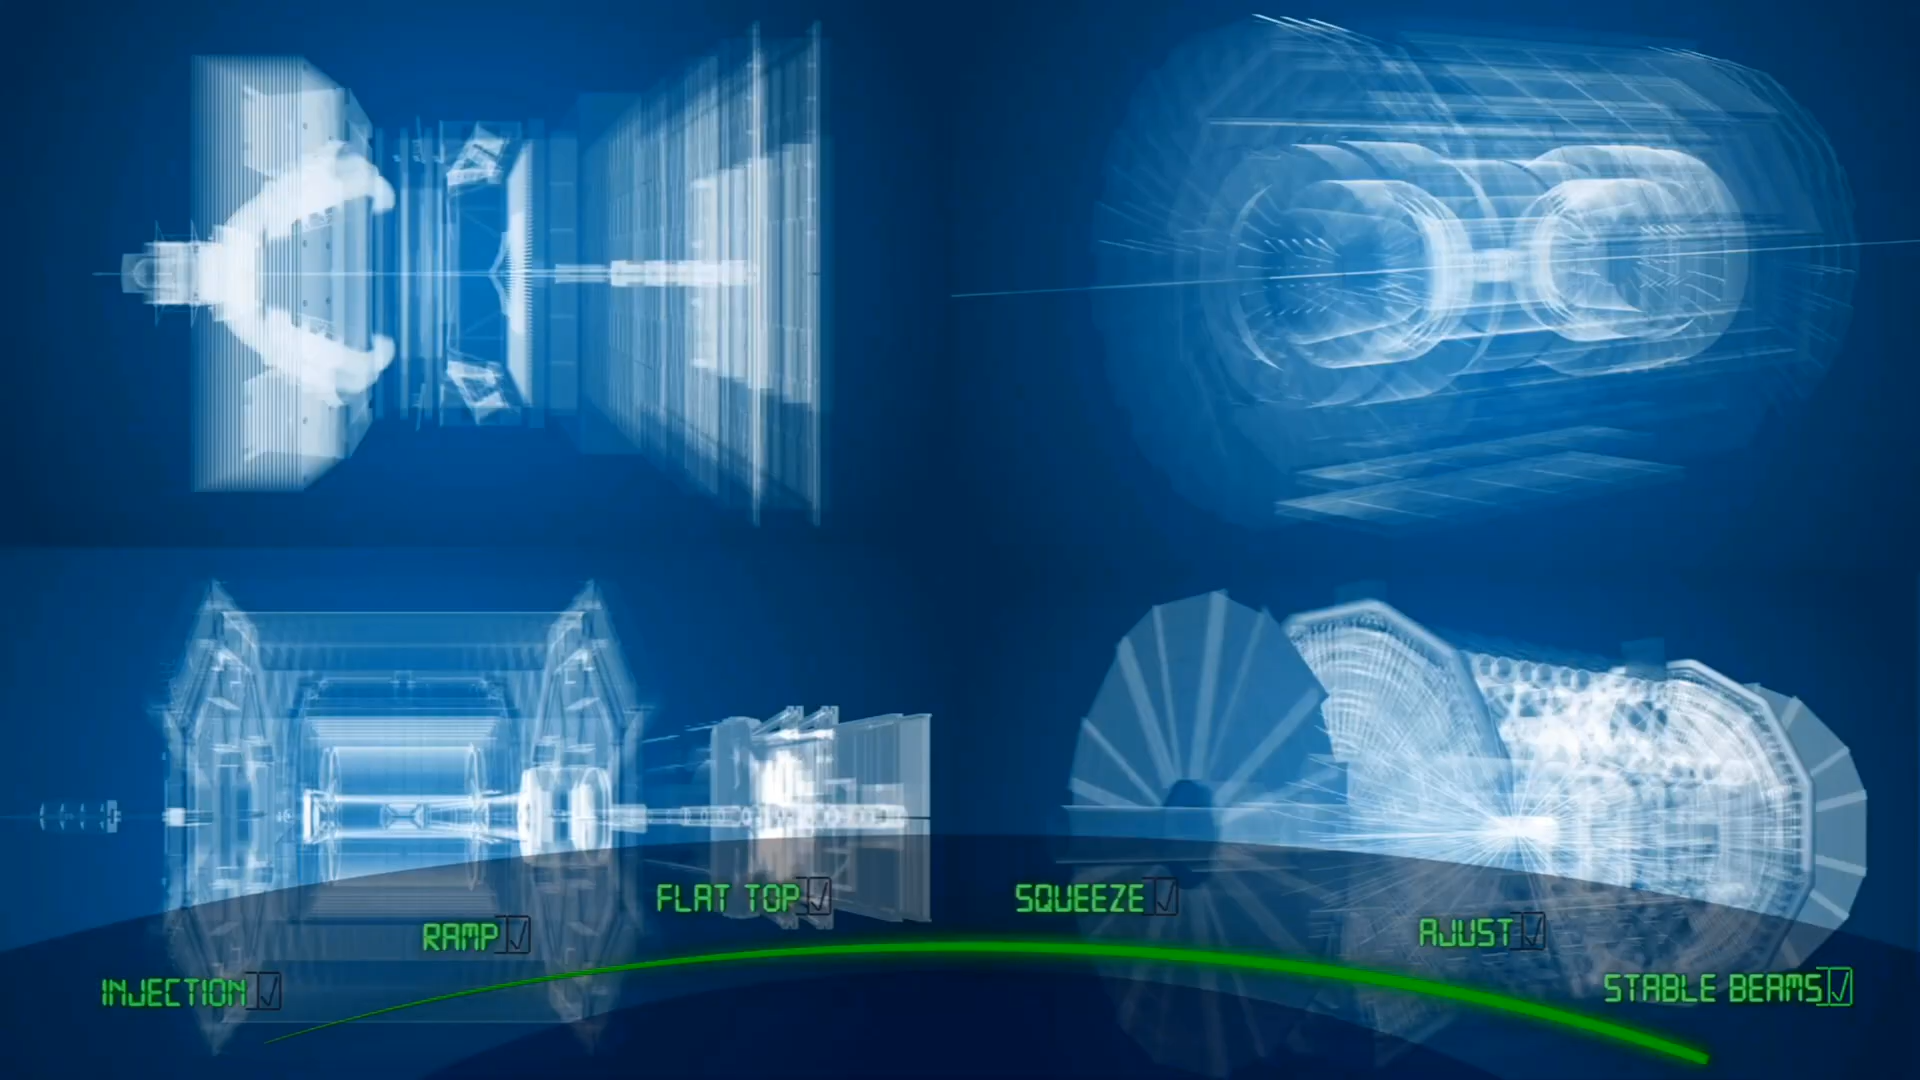 INJECTION
RAMP
FLAT TOP
SQUEEZE
AJUST
STABLE BEAMS